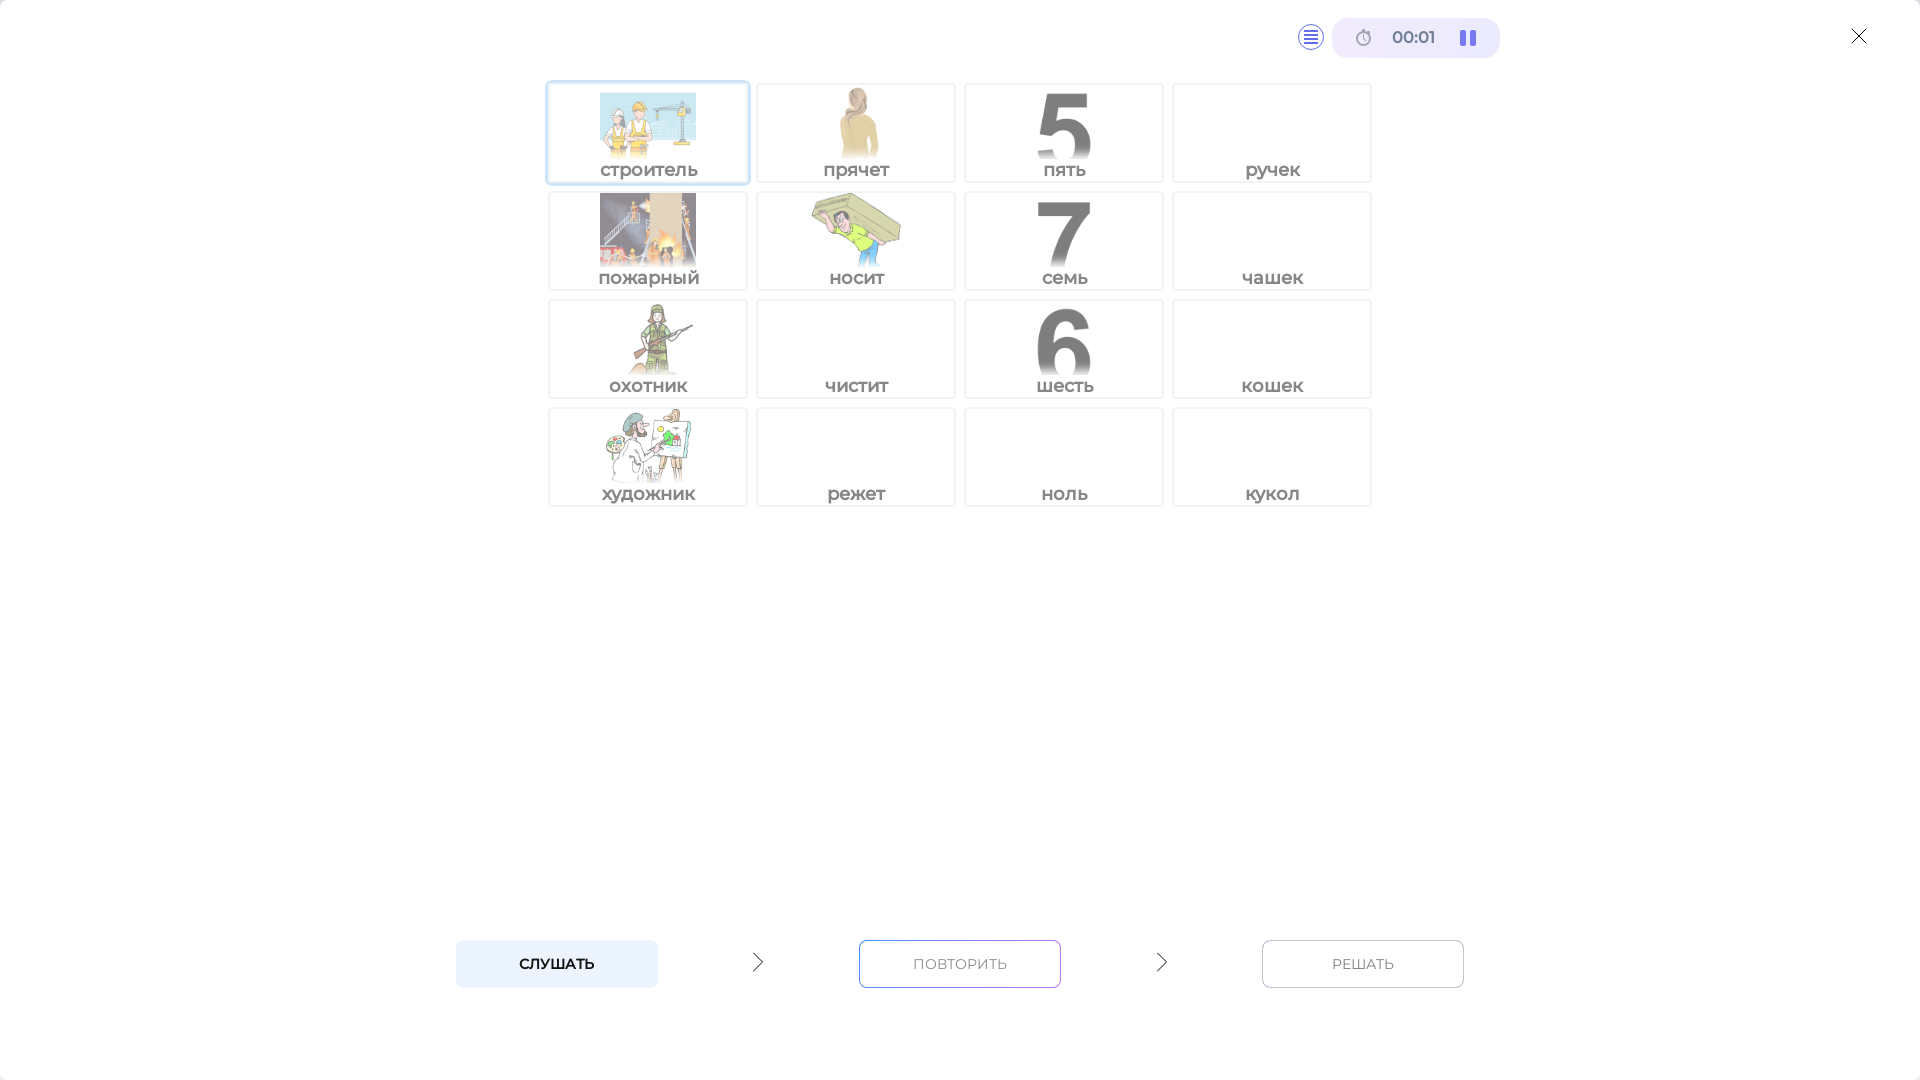 00:01
строитель прячет 5 пять ручек
пожарный носит 7 семь чашек
охотник чистит 6 шесть кошек
художник режет ноль кукол
СЛУШАТЬ ПОВТОРИТЬ РЕШАТЬ